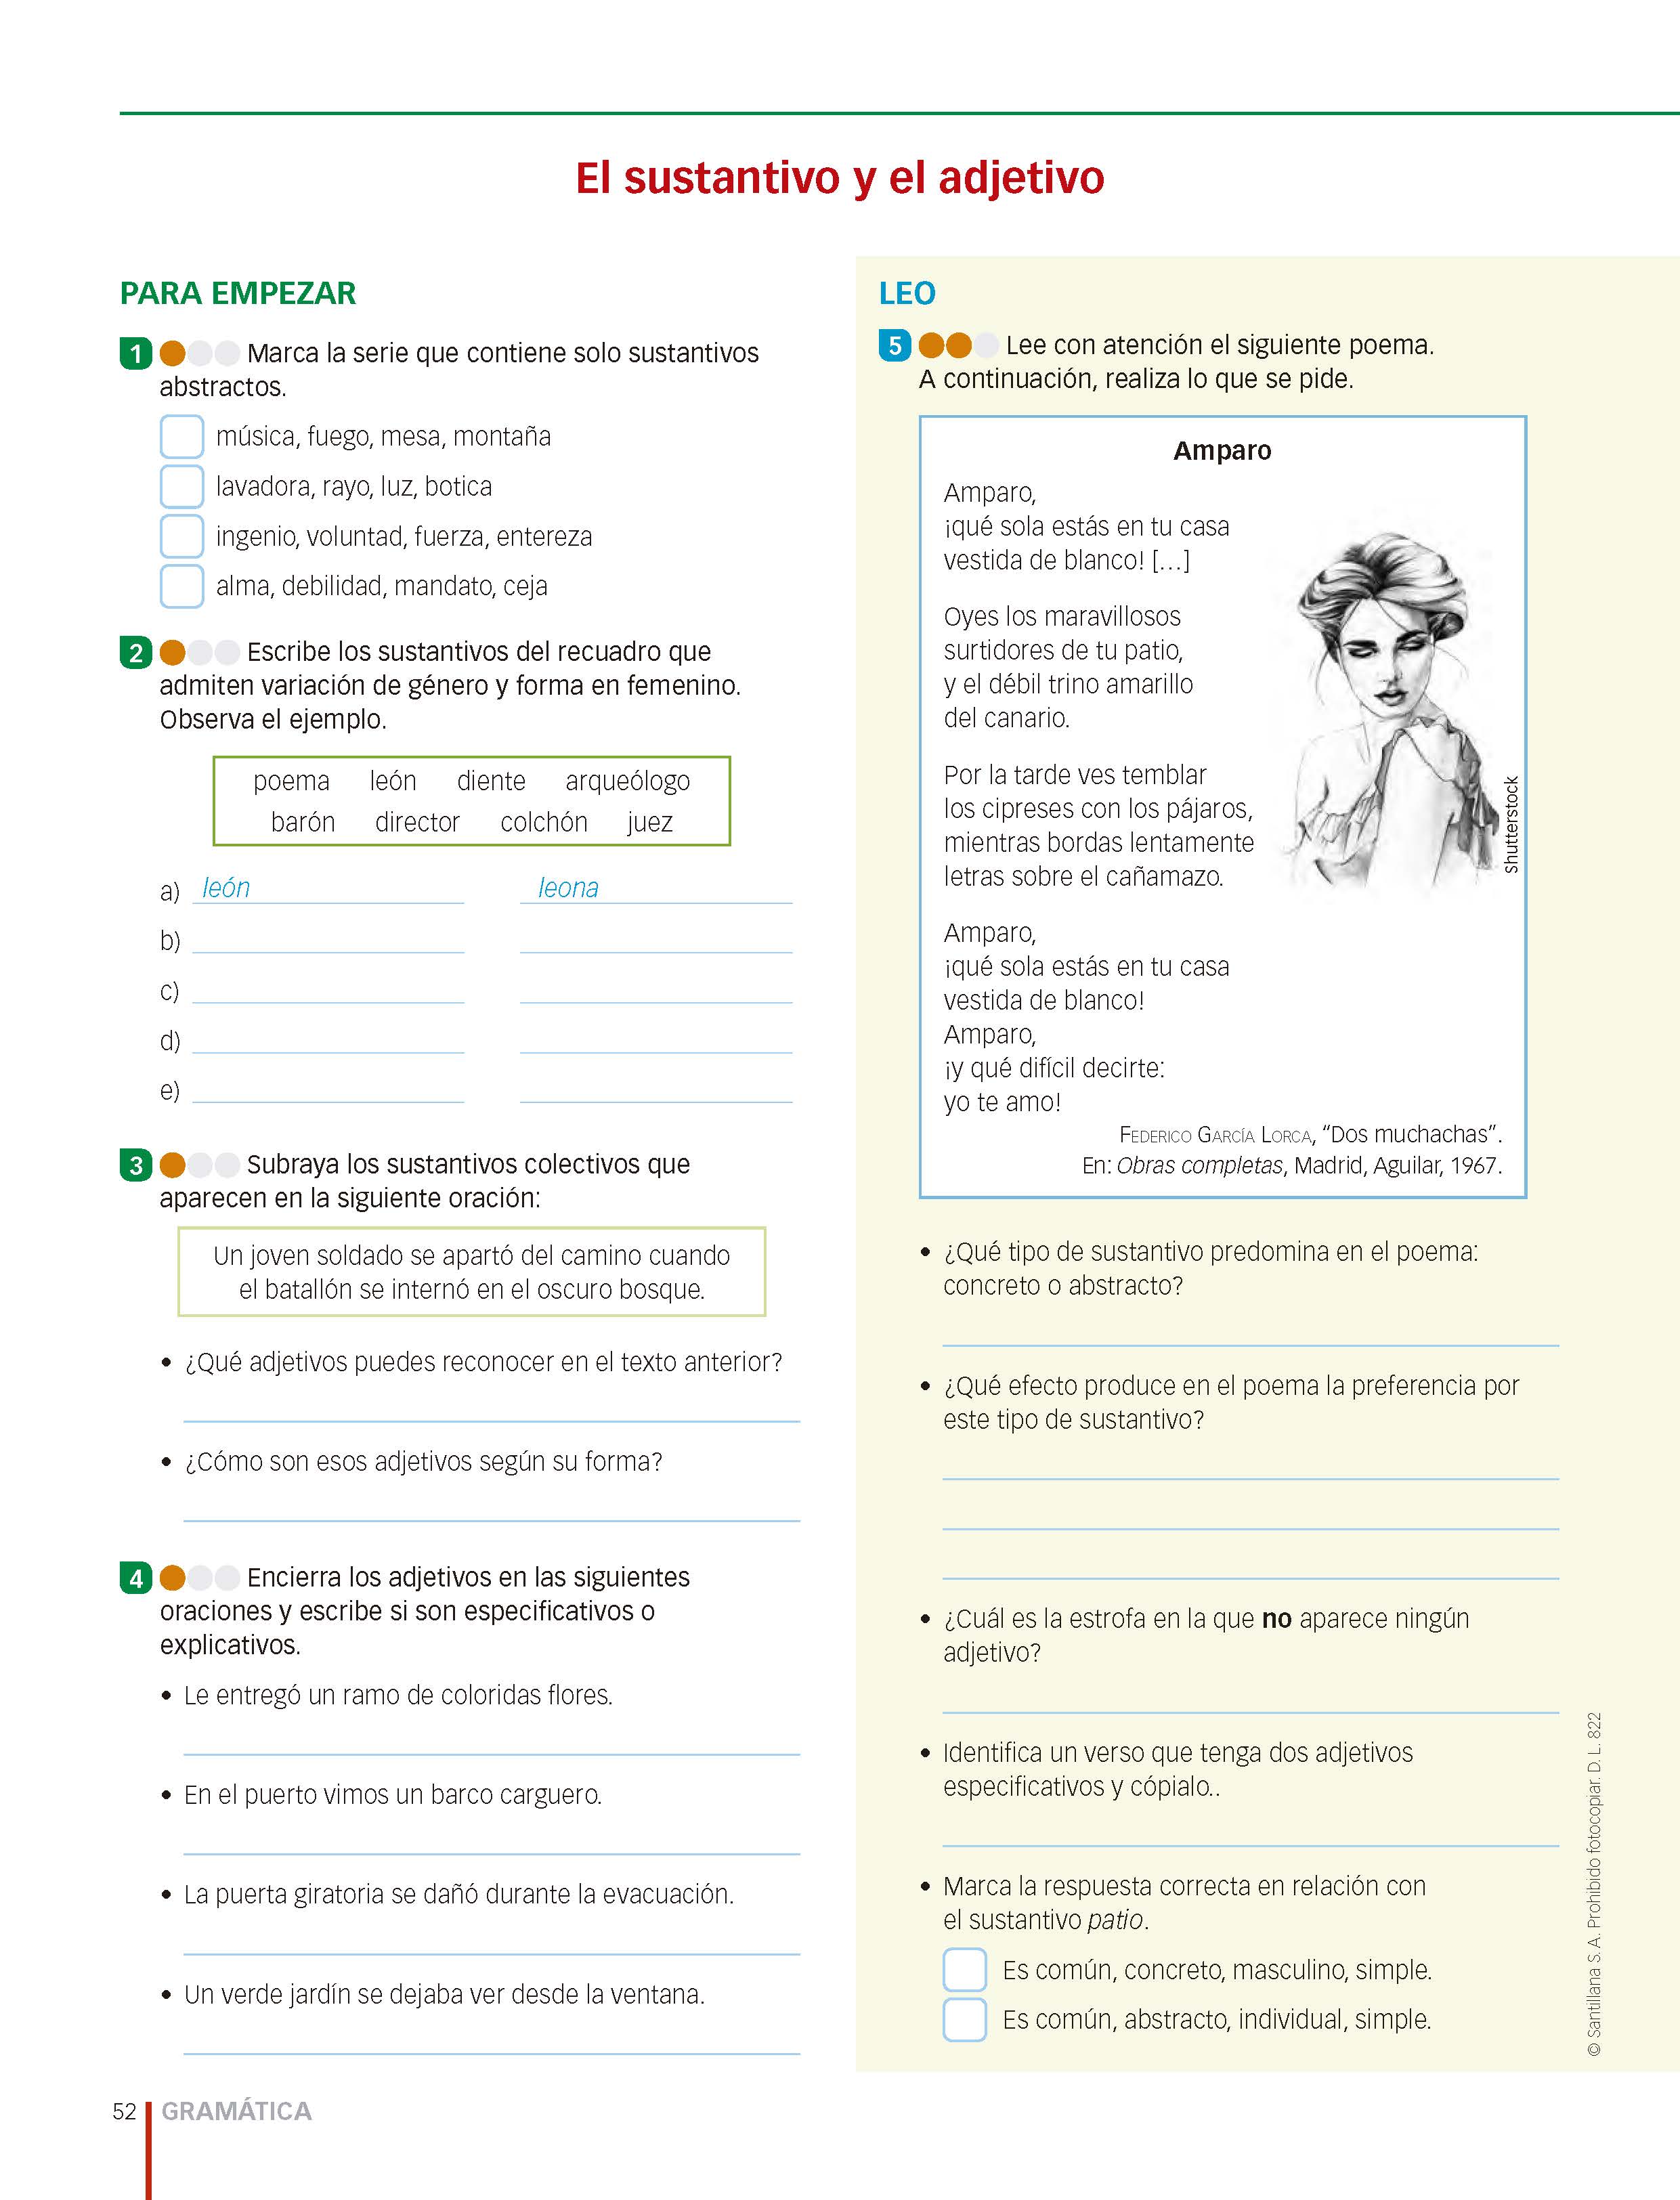 El sustantivo y el adjetivo
PARA EMPEZAR
1 Marca la serie que contiene solo sustantivos
abstractos.
música, fuego, mesa, montaña
lavadora, rayo, luz, botica
ingenio, voluntad, fuerza, entereza
alma, debilidad, mandato, ceja
2 Escribe los sustantivos del recuadro que
admiten variación de género y forma en femenino.
Observa el ejemplo.
poema león diente arqueólogo
barón director colchón juez
a) león leona
b)
c)
d)
e)
3 Subraya los sustantivos colectivos que
aparecen en la siguiente oración:
Un joven soldado se apartó del camino cuando
el batallón se internó en el oscuro bosque.
• ¿Qué adjetivos puedes reconocer en el texto anterior?
• ¿Cómo son esos adjetivos según su forma?
4 Encierra los adjetivos en las siguientes
oraciones y escribe si son especificativos o
explicativos.
• Le entregó un ramo de coloridas flores.
• En el puerto vimos un barco carguero.
• La puerta giratoria se dañó durante la evacuación.
• Un verde jardín se dejaba ver desde la ventana.
LEO
5 Lee con atención el siguiente poema.
A continuación, realiza lo que se pide.
Amparo
Amparo,
¡qué sola estás en tu casa
vestida de blanco! […]
Oyes los maravillosos
surtidores de tu patio,
y el débil trino amarillo
del canario.
Por la tarde ves temblar
los cipreses con los pájaros,
mientras bordas lentamente
letras sobre el cañamazo.
Amparo,
¡qué sola estás en tu casa
vestida de blanco!
Amparo,
¡y qué difícil decirte:
yo te amo!
Federico García Lorca, “Dos muchachas”.
En: Obras completas, Madrid, Aguilar, 1967.
Shutterstock
• ¿Qué tipo de sustantivo predomina en el poema:
concreto o abstracto?
• ¿Qué efecto produce en el poema la preferencia por
este tipo de sustantivo?
• ¿Cuál es la estrofa en la que no aparece ningún
adjetivo?
• Identifica un verso que tenga dos adjetivos
especificativos y cópialo..
• Marca la respuesta correcta en relación con
el sustantivo patio.
Es común, concreto, masculino, simple.
Es común, abstracto, individual, simple.
© Santillana S. A. Prohibido fotocopiar. D. L. 822
52 GRAMÁTICA